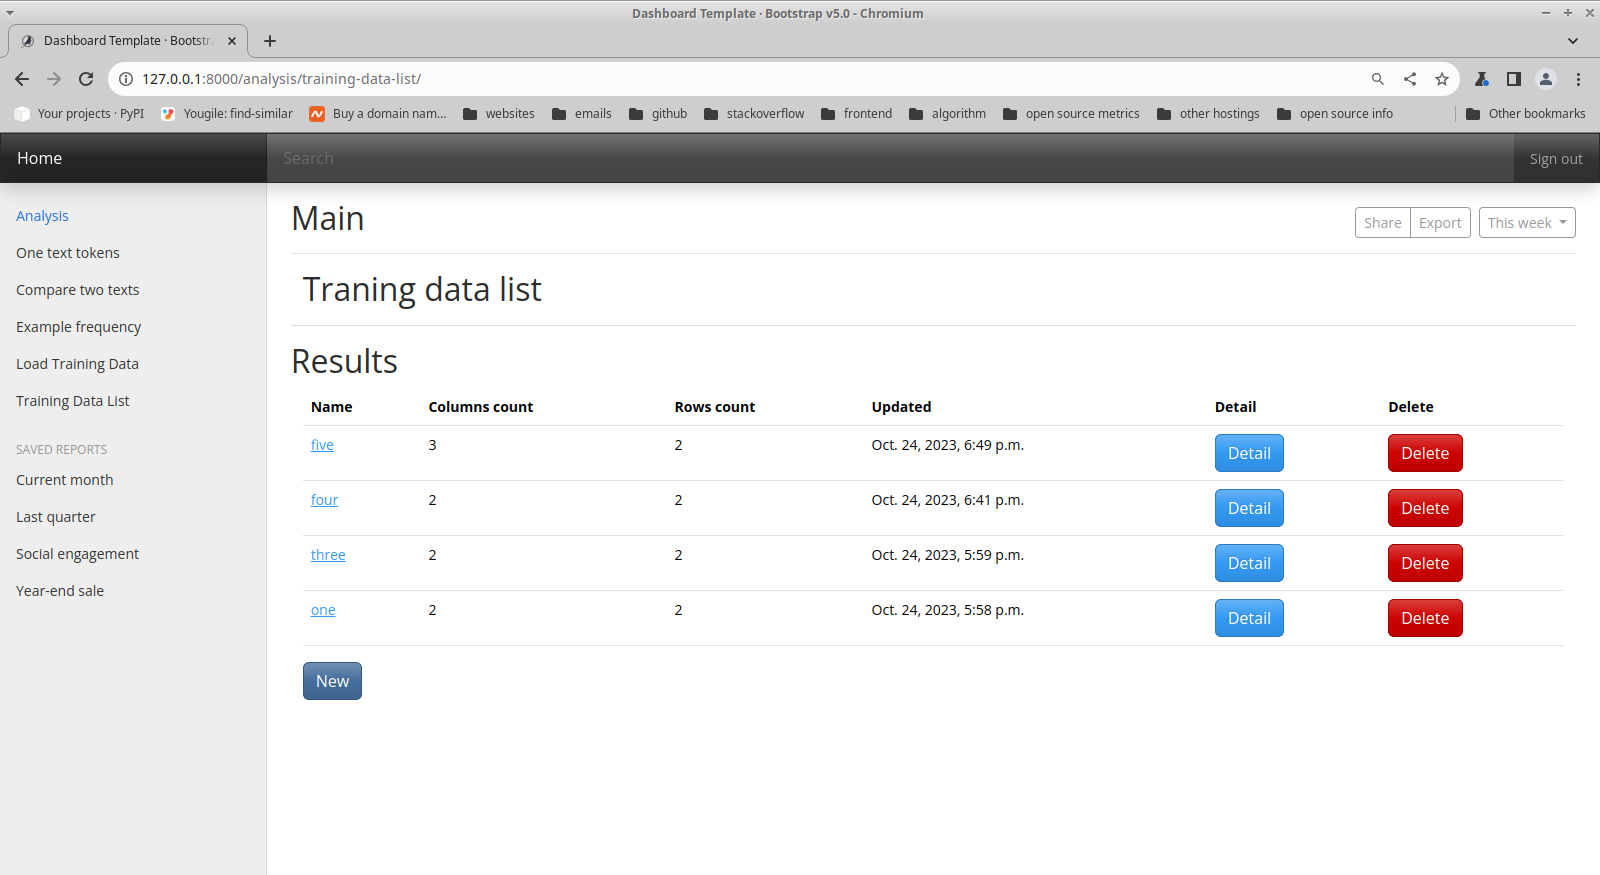 Dashboard Template · Bootstrap v5.0 - Chromium
Dashboard Template · Bootstr
127.0.0.1:8000/analysis/training-data-list/
Your projects · PyPI Yougile: find-similar Buy a domain nam... websites emails github stackoverflow frontend algorithm open source metrics other hostings open source info Other bookmarks
Home Search Sign out
Analysis
One text tokens
Compare two texts
Example frequency
Load Training Data
Training Data List
SAVED REPORTS
Current month
Last quarter
Social engagement
Year-end sale
Main Share Export This week
Traning data list
Results
Name Columns count Rows count Updated Detail Delete
five 3 2 Oct. 24, 2023, 6:49 p.m. Detail Delete
four 2 2 Oct. 24, 2023, 6:41 p.m. Detail Delete
three 2 2 Oct. 24, 2023, 5:59 p.m. Detail Delete
one 2 2 Oct. 24, 2023, 5:58 p.m. Detail Delete
New